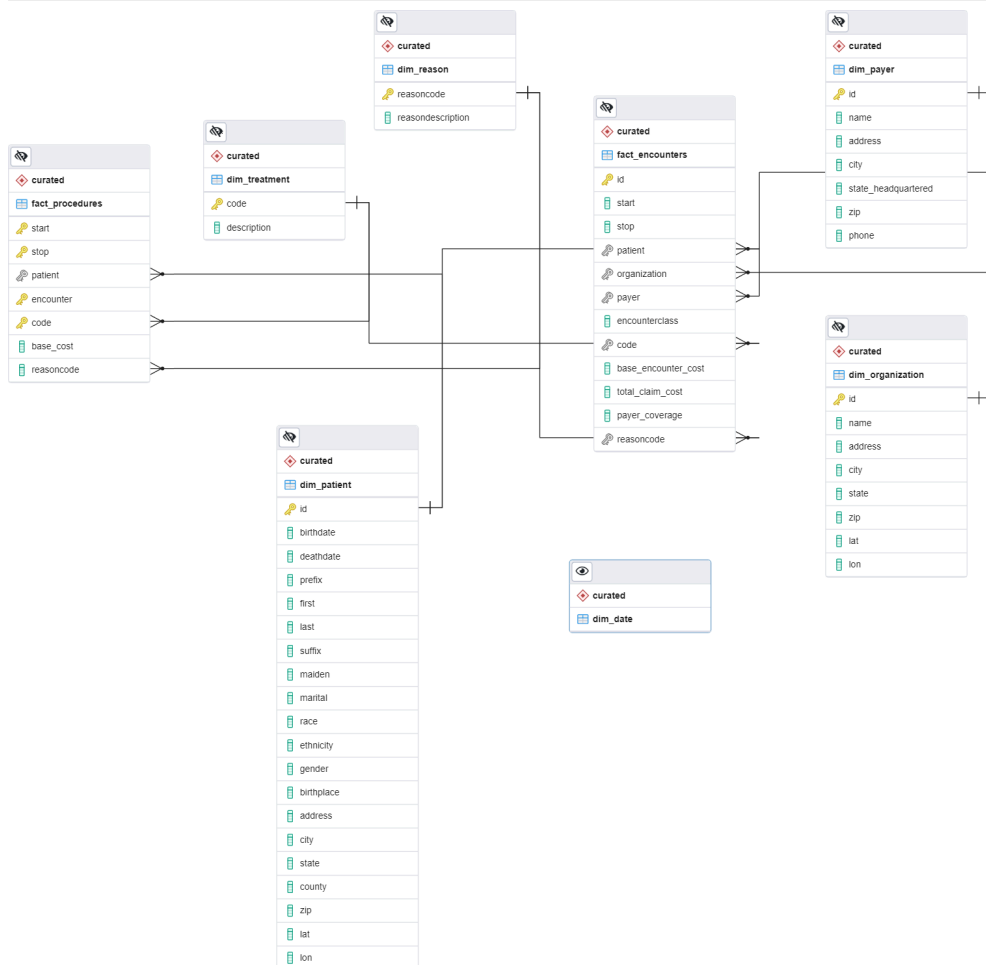 curated
dim_reason
reasoncode
reasondescription
curated
dim_payer
id
name
address
city
state_headquartered
zip
phone
curated
fact_encounters
id
start
stop
patient
organization
payer
encounterclass
code
base_encounter_cost
total_claim_cost
payer_coverage
reasoncode
curated
dim_treatment
code
description
curated
fact_procedures
start
stop
patient
encounter
code
base_cost
reasoncode
curated
dim_organization
id
name
address
city
state
zip
lat
lon
curated
dim_patient
id
birthdate
deathdate
prefix
first
last
suffix
maiden
marital
race
ethnicity
gender
birthplace
address
city
state
county
zip
lat
lon
curated
dim_date